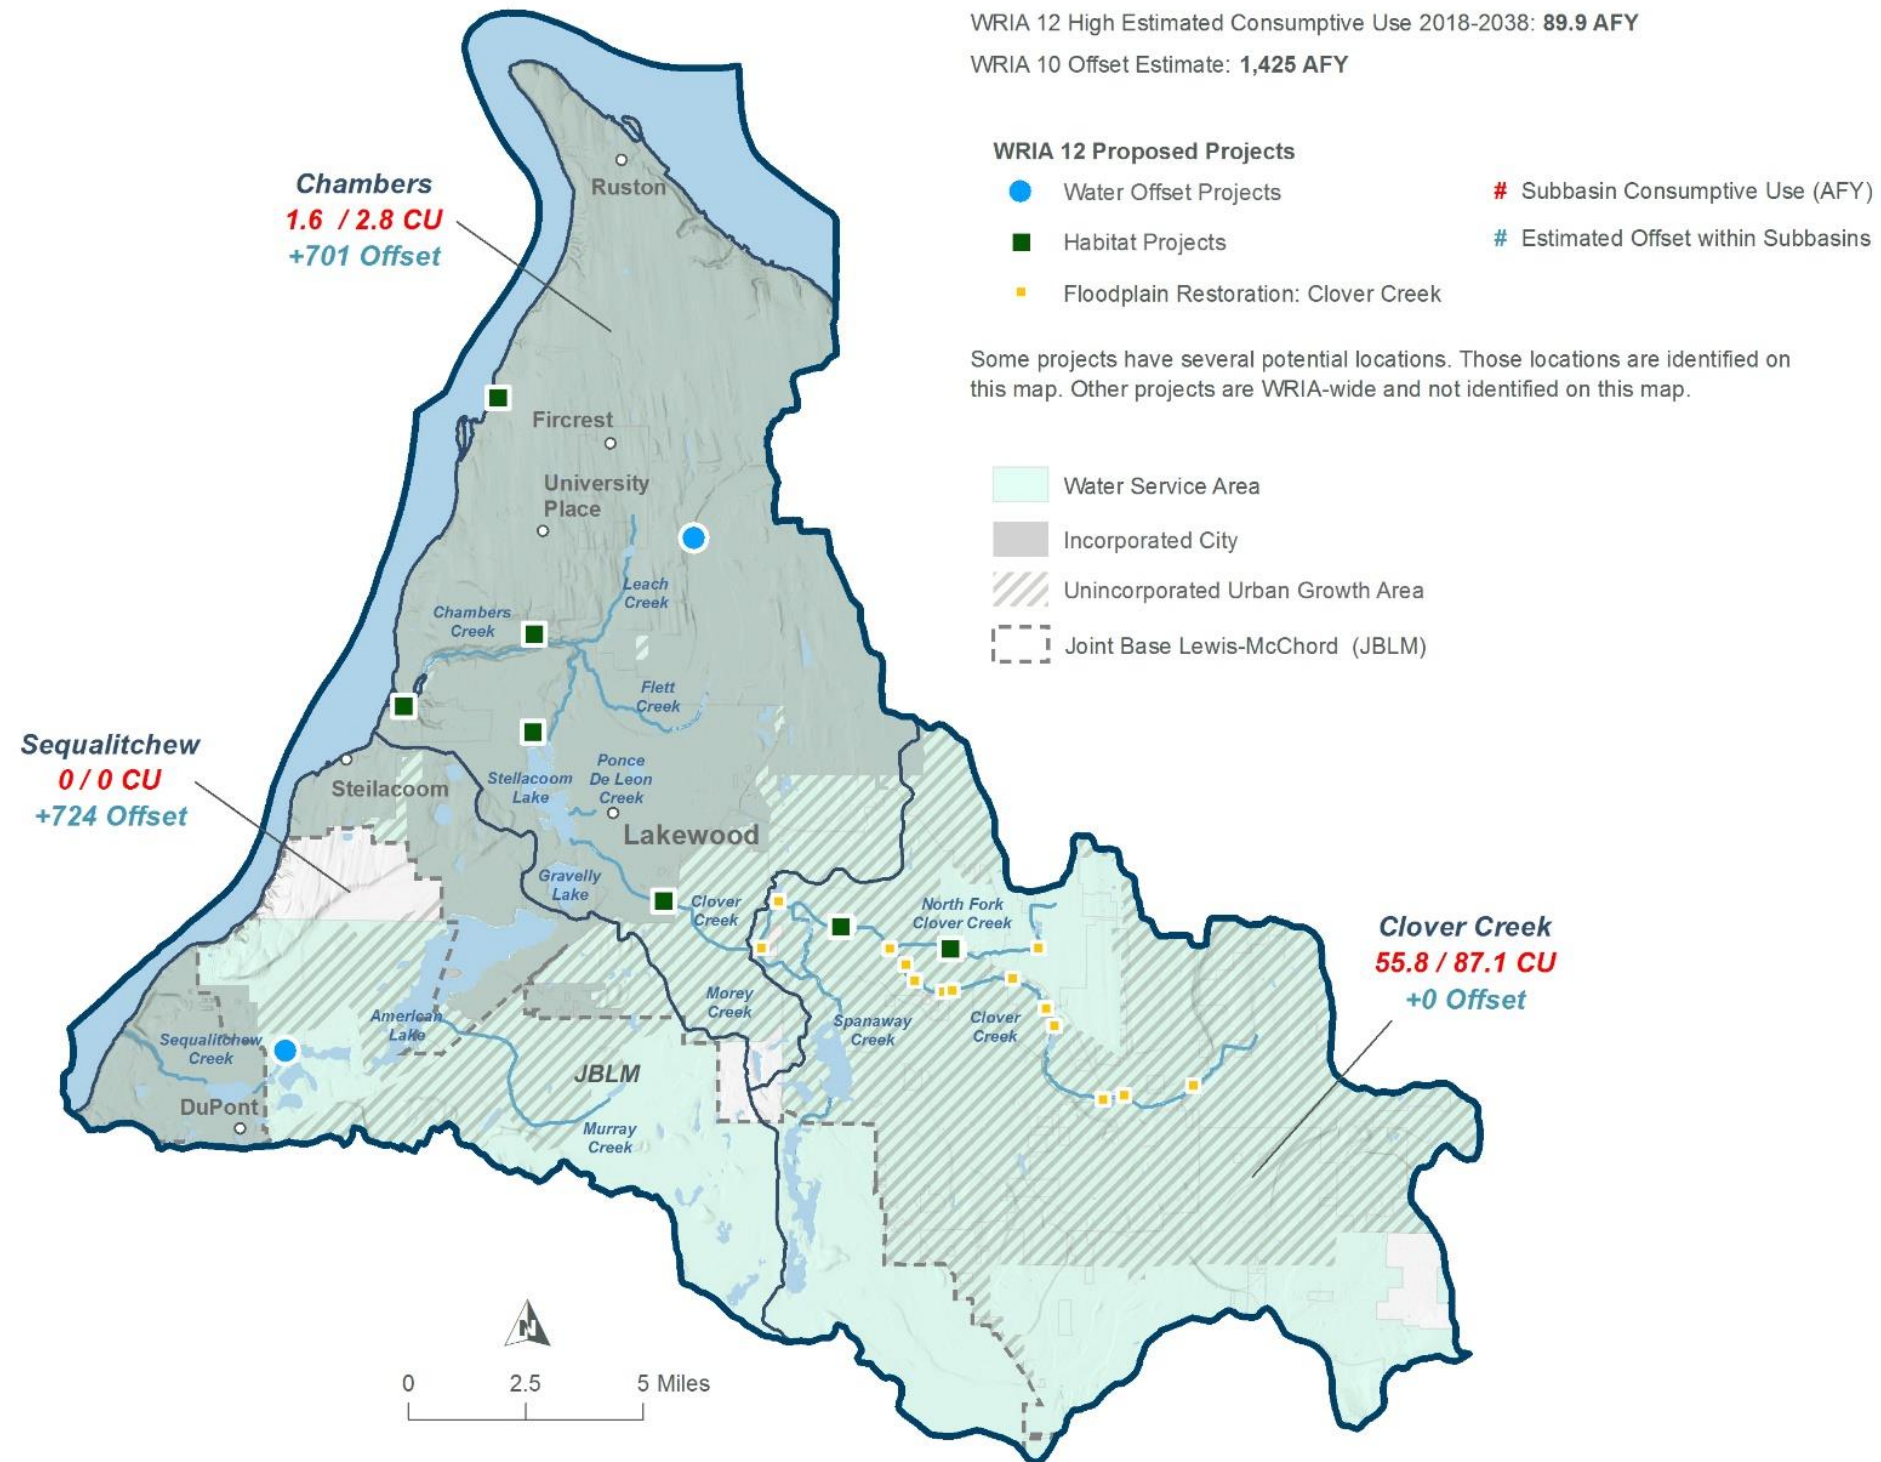 WRIA 12 High Estimated Consumptive Use 2018-2038: 89.9 AFY
WRIA 10 Offset Estimate: 1,425 AFY
WRIA 12 Proposed Projects
Water Offset Projects
Habitat Projects
Floodplain Restoration: Clover Creek
# Subbasin Consumptive Use (AFY)
# Estimated Offset within Subbasins
Some projects have several potential locations. Those locations are identified on
this map. Other projects are WRIA-wide and not identified on this map.
Water Service Area
Incorporated City
Unincorporated Urban Growth Area
Joint Base Lewis-McChord (JBLM)
Chambers
1.6 / 2.8 CU
+701 Offset
Ruston
Fircrest
University
Place
Leach
Creek
Chambers
Creek
Flett
Creek
Sequalitchew
0 / 0 CU
+724 Offset
Steilacoom
Steilacoom
Lake
Ponce
De Leon
Creek
Lakewood
Gravelly
Lake
Clover
Creek
North Fork
Clover Creek
Clover Creek
55.8 / 87.1 CU
+0 Offset
Morey
Creek
Spanaway
Creek
Clover
Creek
American
Lake
Sequalitchew
Creek
JBLM
DuPont
Murray
Creek
N
0 2.5 5 Miles